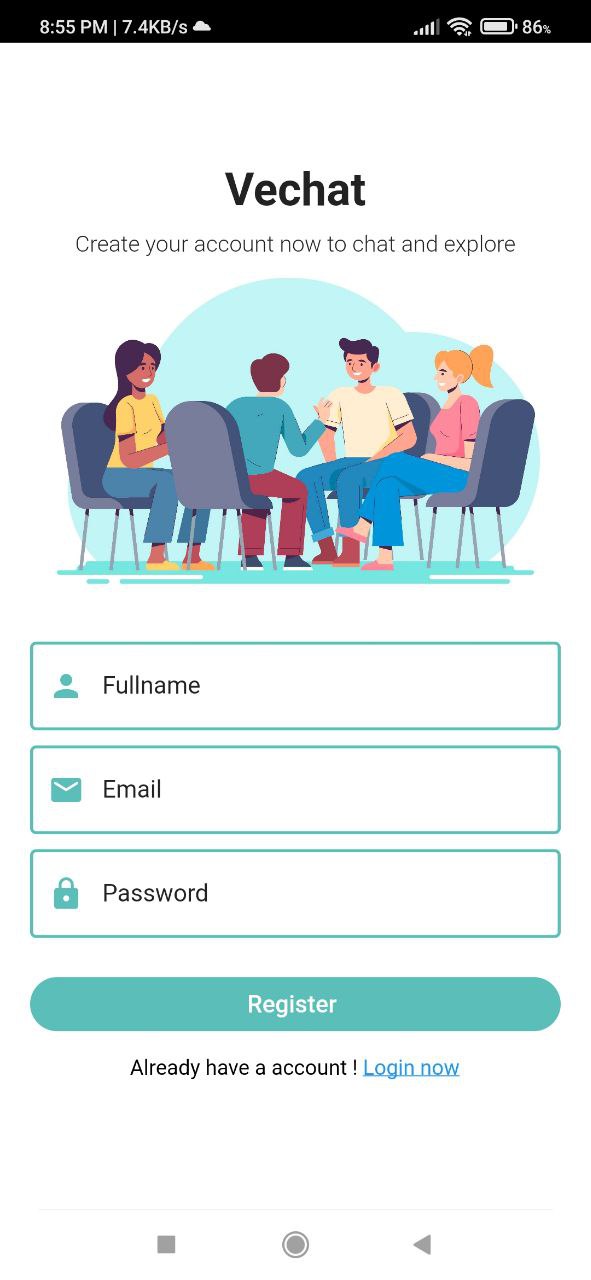 8:55 PM | 7.4KB/s
86%
Vechat
Create your account now to chat and explore
Fullname
Email
Password
Register
Already have a account ! Login now